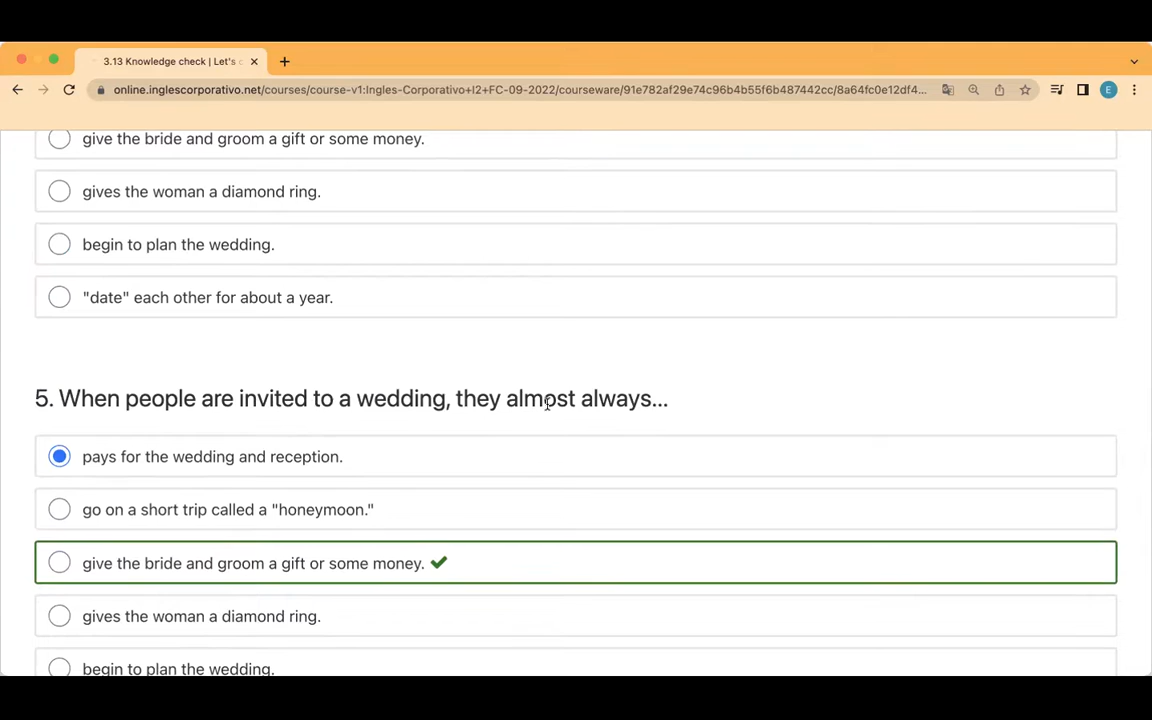 3.13 Knowledge check | Let's c
online.inglescorporativo.net/courses/course-v1:Ingles-Corporativo+I2+FC-09-2022/courseware/91e782af29e74c96b4b55f6b487442cc/8a64fc0e12df4...
E
give the bride and groom a gift or some money.
gives the woman a diamond ring.
begin to plan the wedding.
"date" each other for about a year.
5. When people are invited to a wedding, they almost always...
pays for the wedding and reception.
go on a short trip called a "honeymoon."
give the bride and groom a gift or some money.
gives the woman a diamond ring.
begin to plan the wedding.